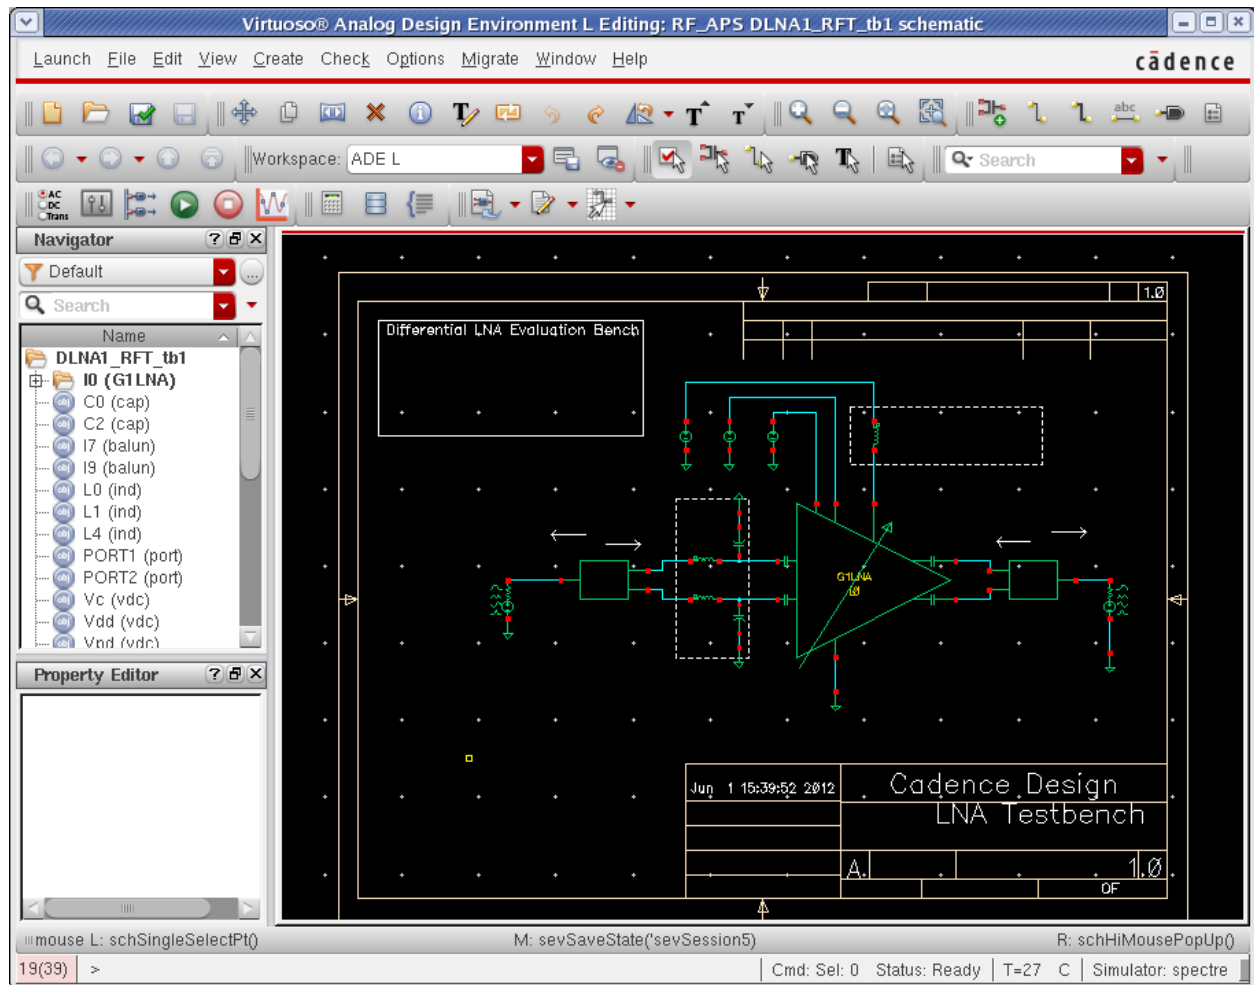 Virtuoso® Analog Design Environment L Editing: RF_APS DLNA1_RFT_tb1 schematic
Launch File Edit View Create Check Options Migrate Window Help
cādence
abc
Workspace: ADE L
Search
AC
DC
Trans
Navigator
Default
Search
Name
DLNA1_RFT_tb1
I0 (G1LNA)
C0 (cap)
C2 (cap)
I7 (balun)
I9 (balun)
L0 (ind)
L1 (ind)
L4 (ind)
PORT1 (port)
PORT2 (port)
Vc (vdc)
Vdd (vdc)
Vnd (vdc)
Property Editor
1.0
Differential LNA Evaluation Bench
G1LNA
I0
Jun 1 15:39:52 2012
Cadence Design
LNA Testbench
A
1.0
OF
mouse L: schSingleSelectPt()
M: sevSaveState('sevSession5)
R: schHiMousePopUp()
19(39) >
Cmd: Sel: 0 Status: Ready T=27 C Simulator: spectre